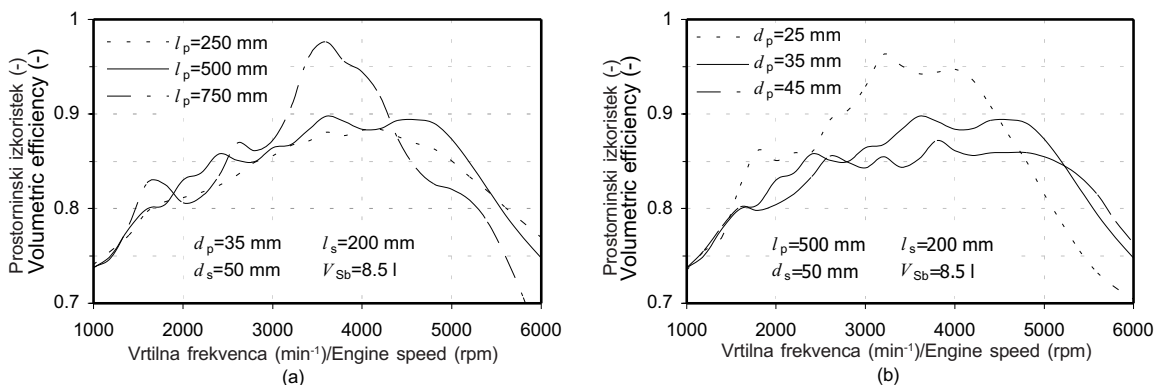 (a)
Prostorninski izkoristek (-)
Volumetric efficiency (-)
1
0.9
0.8
0.7
l p=250 mm
l p=500 mm
l p=750 mm
d p=35 mm l s=200 mm
d s=50 mm V Sb=8.5 l
1000 2000 3000 4000 5000 6000
Vrtilna frekvenca (min-1)/Engine speed (rpm)
(a)
(b)
Prostorninski izkoristek (-)
Volumetric efficiency (-)
1
0.9
0.8
0.7
d p=25 mm
d p=35 mm
d p=45 mm
l p=500 mm l s=200 mm
d s=50 mm V Sb=8.5 l
1000 2000 3000 4000 5000 6000
Vrtilna frekvenca (min-1)/Engine speed (rpm)
(b)